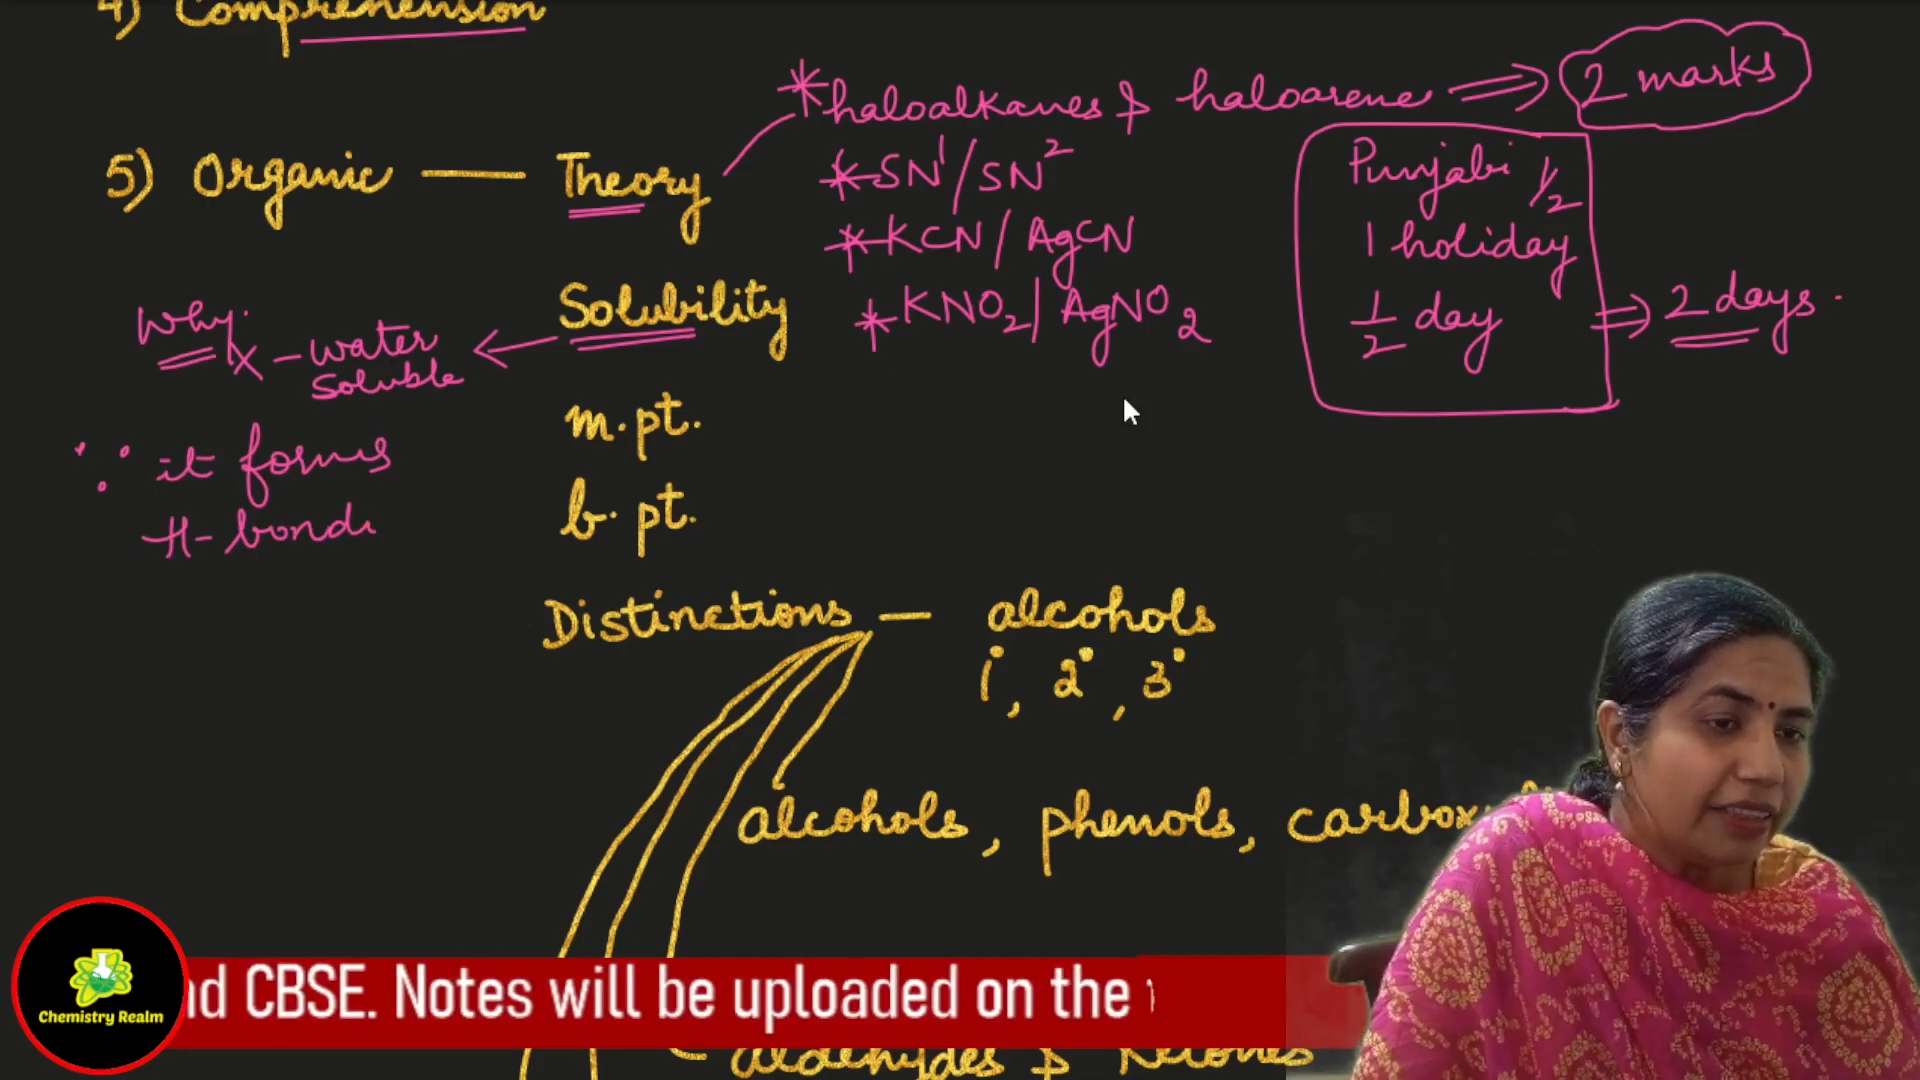 4) Comprehension
*haloalkanes & haloarene ⟹ 2 marks
5) Organic — Theory
*SN1/SN2
*KCN/AgCN
*KNO2/AgNO2
Punjabi 1/2
1 holiday
1/2 day ⟹ 2 days.
Solubility
Why.
X - water
soluble
∵ it forms
H-bonds
m.pt.
b.pt.
Distinctions — alcohols
1°, 2°, 3°
alcohols, phenols,
aldehydes & Ketones
CBSE. Notes will be uploaded on the
Chemistry Realm